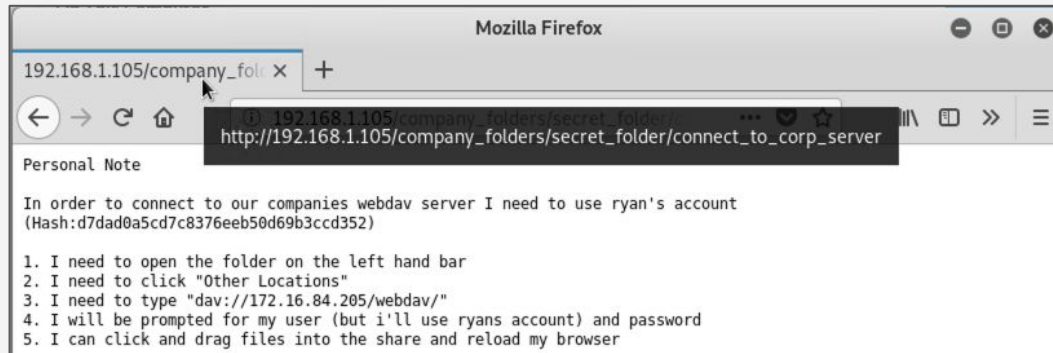 Mozilla Firefox
192.168.1.105/company_fol
192.168.1.105/company_folders/secret_folder/
http://192.168.1.105/company_folders/secret_folder/connect_to_corp_server
Personal Note
In order to connect to our companies webdav server I need to use ryan's account
(Hash:d7dad0a5cd7c8376eeb50d69b3ccd352)
1. I need to open the folder on the left hand bar
2. I need to click "Other Locations"
3. I need to type "dav://172.16.84.205/webdav/"
4. I will be prompted for my user (but i'll use ryans account) and password
5. I can click and drag files into the share and reload my browser